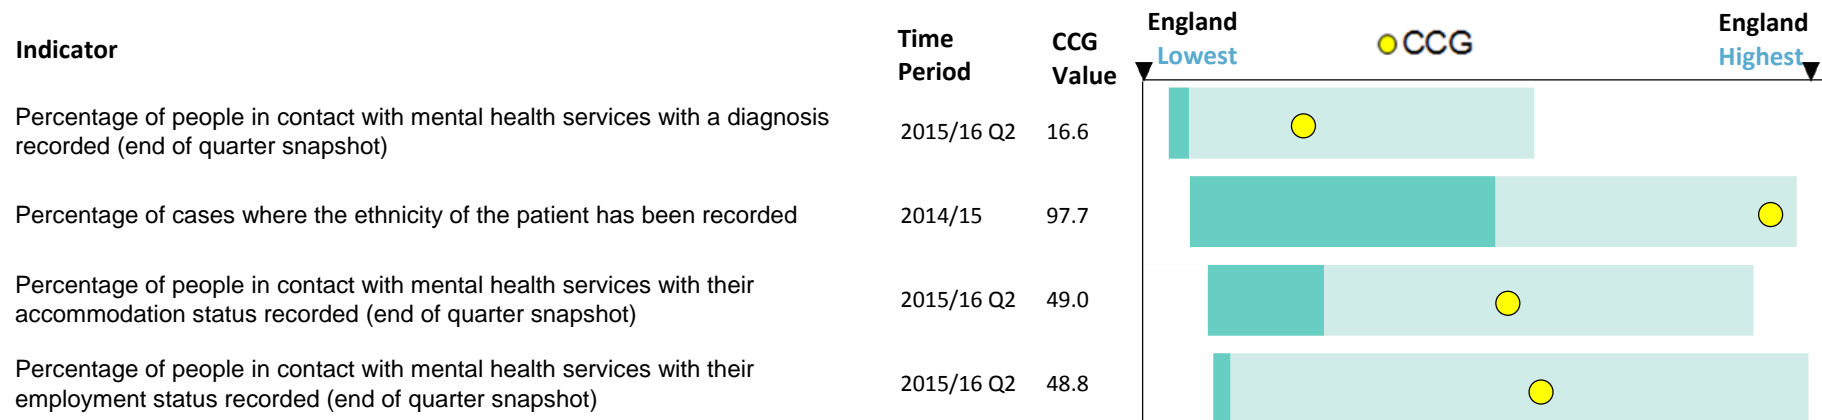 Indicator
Time Period
CCG Value
England Lowest
CCG
England Highest
Percentage of people in contact with mental health services with a diagnosis
recorded (end of quarter snapshot)
2015/16 Q2
16.6
Percentage of cases where the ethnicity of the patient has been recorded
2014/15
97.7
Percentage of people in contact with mental health services with their
accommodation status recorded (end of quarter snapshot)
2015/16 Q2
49.0
Percentage of people in contact with mental health services with their
employment status recorded (end of quarter snapshot)
2015/16 Q2
48.8